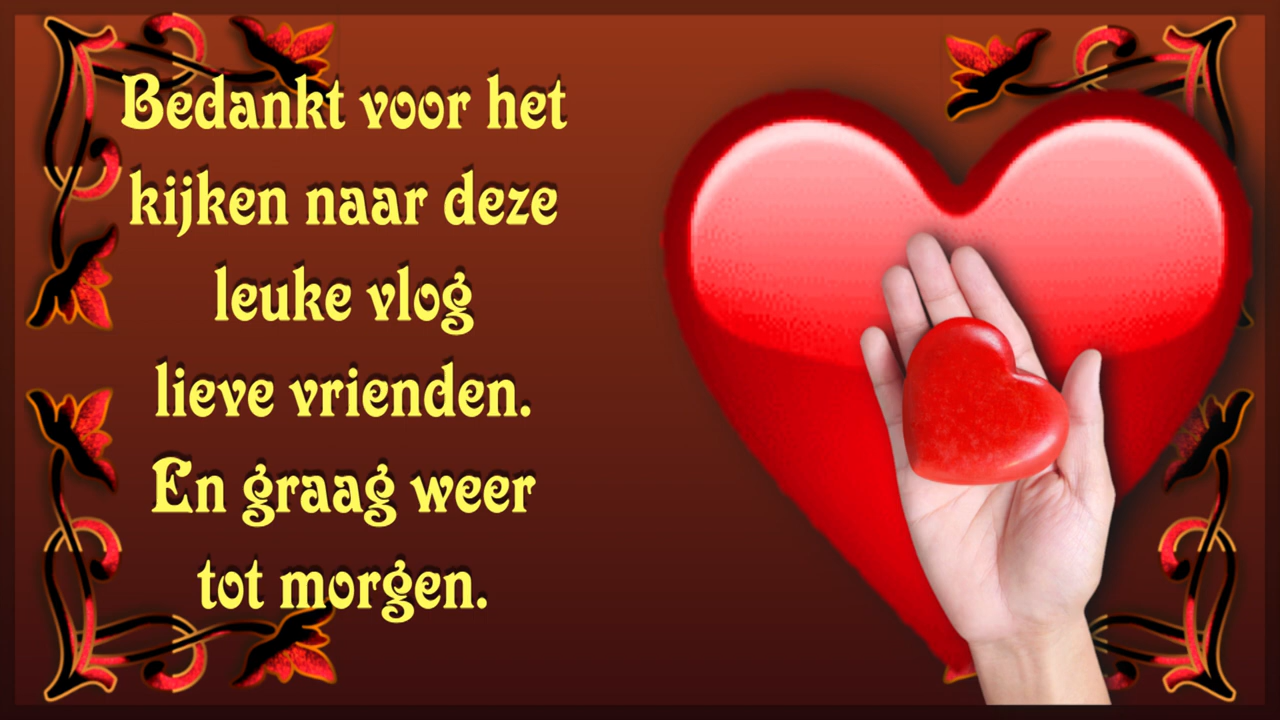 Bedankt voor het
kijken naar deze
leuke vlog
lieve vrienden.
En graag weer
tot morgen.